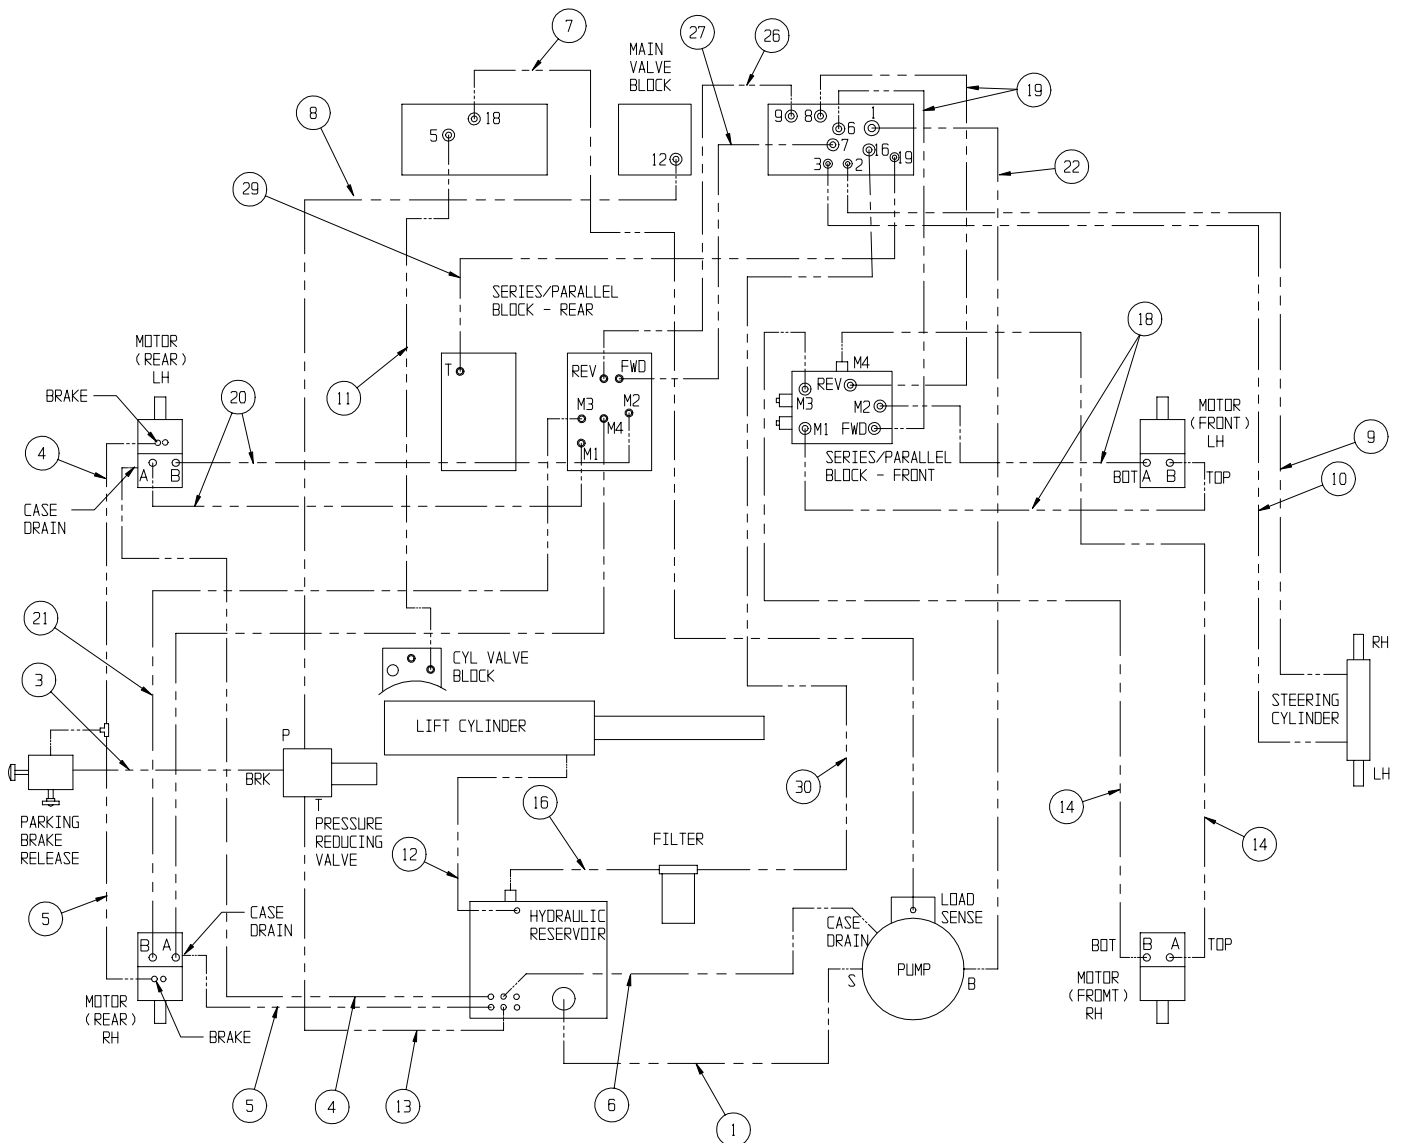 7
27
26
MAIN
VALVE
BLOCK
8
19
18
5
12
9
8
6
1
7
16
19
3
2
22
29
SERIES/PARALLEL
BLOCK - REAR
18
MOTOR
(REAR)
LH
BRAKE
20
11
T
REV
FWD
M3
M2
M4
M1
M4
REV
M3
M2
M1
FWD
SERIES/PARALLEL
BLOCK - FRONT
MOTOR
(FRONT)
LH
9
4
A
B
BOT
A
B
TOP
10
CASE
DRAIN
21
CYL VALVE
BLOCK
RH
3
LIFT CYLINDER
STEERING
CYLINDER
P
BRK
LH
T
30
14
16
PARKING
BRAKE
RELEASE
PRESSURE
REDUCING
VALVE
12
FILTER
14
5
CASE
DRAIN
HYDRAULIC
RESERVOIR
CASE
DRAIN
LOAD
SENSE
B
A
BOT
B
A
TOP
PUMP
S
B
6
MOTOR
(REAR)
RH
BRAKE
MOTOR
(FROMT)
RH
5
4
13
6
1